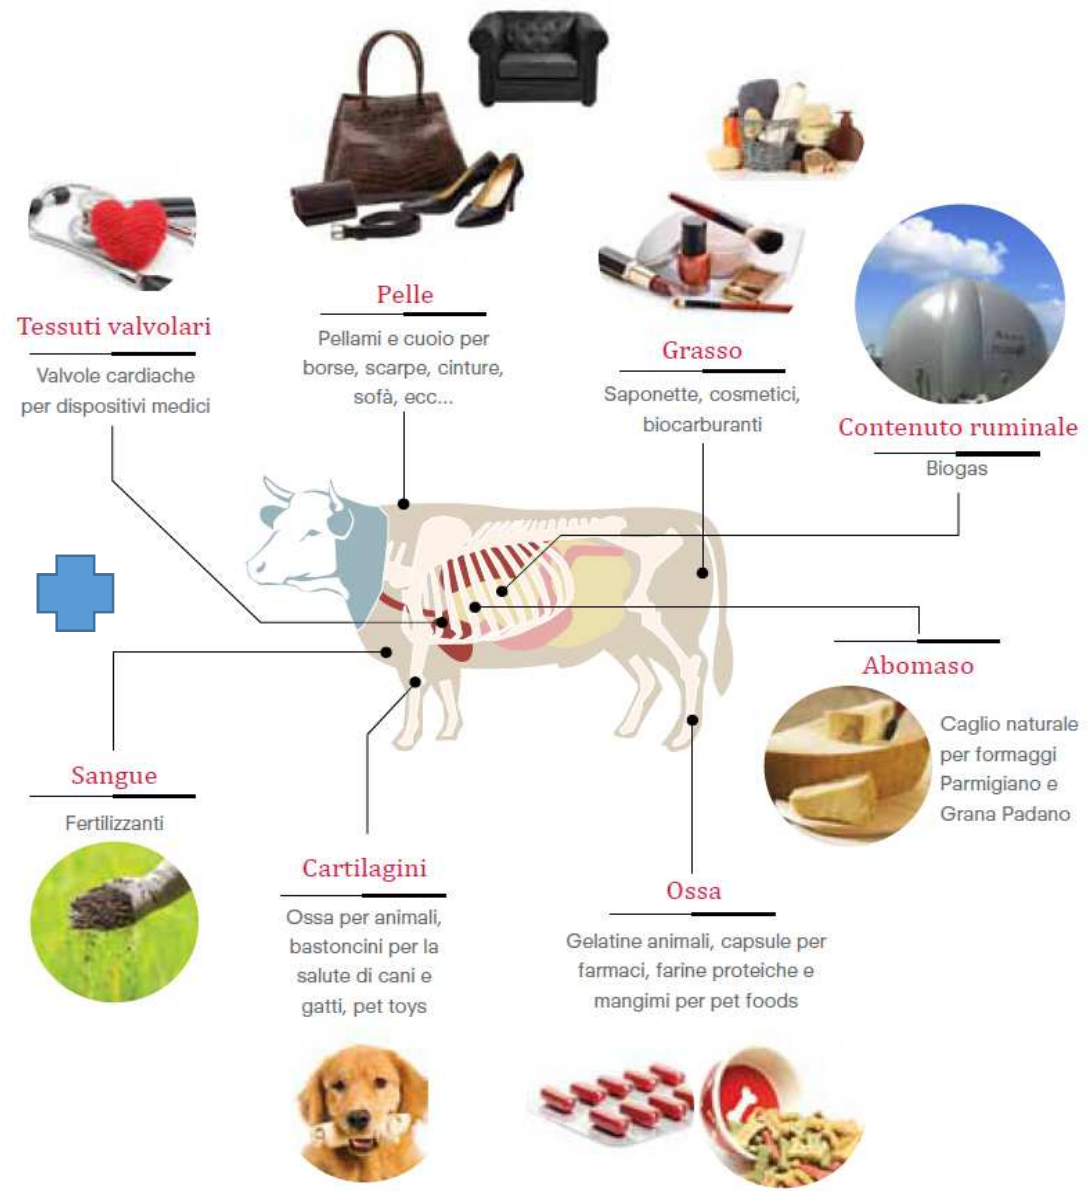 Tessuti valvolari
Valvole cardiache
per dispositivi medici
Pelle
Pellami e cuoio per
borse, scarpe, cinture,
sofà, ecc...
Grasso
Saponette, cosmetici,
biocarburanti
Contenuto ruminale
Biogas
Abomaso
Caglio naturale
per formaggi
Parmigiano e
Grana Padano
Sangue
Fertilizzanti
Cartilagini
Ossa per animali,
bastoncini per la
salute di cani e
gatti, pet toys
Ossa
Gelatine animali, capsule per
farmaci, farine proteiche e
mangimi per pet foods